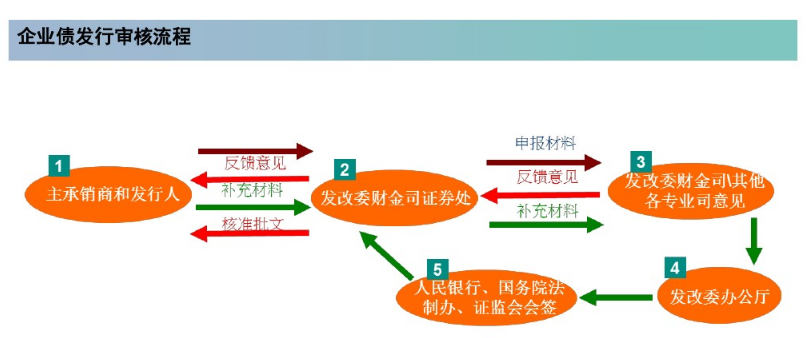 企业债发行审核流程
1
主承销商和发行人
反馈意见
补充材料
核准批文
2
发改委财金司证券处
申报材料
反馈意见
补充材料
3
发改委财金司\其他
各专业司意见
4
发改委办公厅
5
人民银行、国务院法
制办、证监会会签